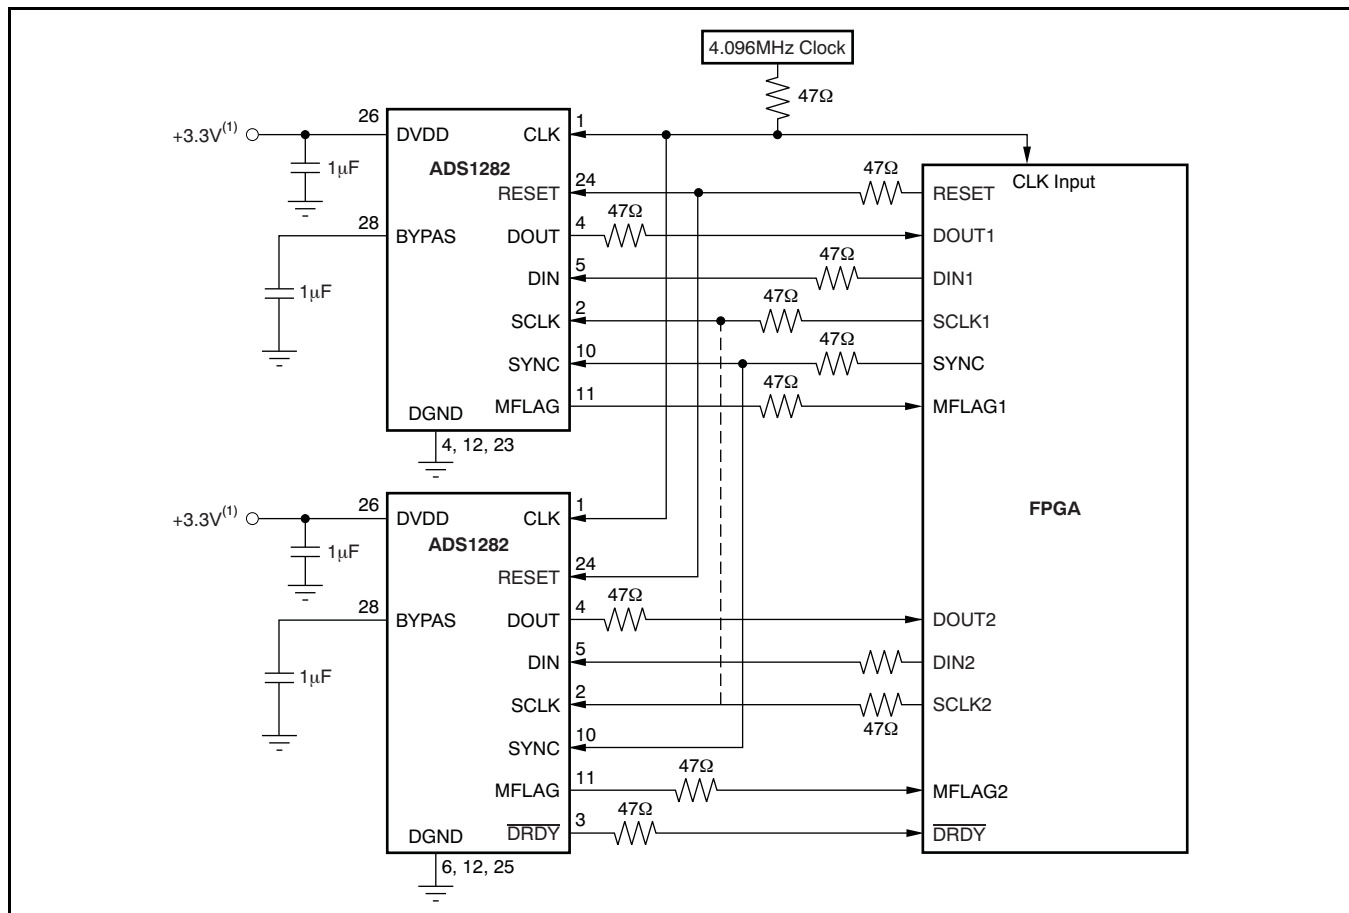 4.096MHz Clock
47Ω
+3.3V(1)
26
DVDD
CLK
1
1μF
ADS1282
RESET
24
47Ω
RESET
CLK Input
28
BYPAS
DOUT
4
47Ω
DOUT1
DIN
5
47Ω
DIN1
1μF
SCLK
2
47Ω
SCLK1
SYNC
10
47Ω
SYNC
MFLAG
11
47Ω
MFLAG1
DGND
4, 12, 23
FPGA
+3.3V(1)
26
DVDD
CLK
1
1μF
ADS1282
RESET
24
28
BYPAS
DOUT
4
47Ω
DOUT2
DIN
5
DIN2
1μF
SCLK
2
47Ω
SCLK2
SYNC
10
MFLAG
11
47Ω
MFLAG2
DRDY
3
47Ω
DRDY
DGND
6, 12, 25